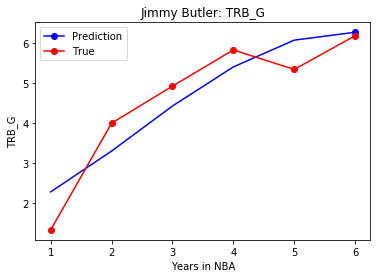 Jimmy Butler: TRB_G
Prediction
True
6
5
4
3
2
TRB_G
1 2 3 4 5 6
Years in NBA